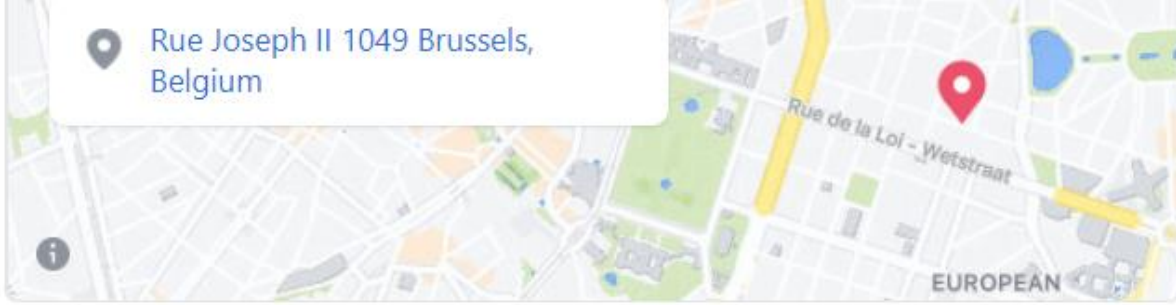 Rue Joseph II 1049 Brussels,
Belgium
Rue de la Loi - Wetstraat
EUROPEAN